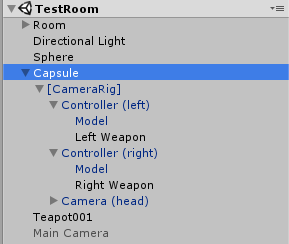 TestRoom
Room
Directional Light
Sphere
Capsule
[CameraRig]
Controller (left)
Model
Left Weapon
Controller (right)
Model
Right Weapon
Camera (head)
Teapot001
Main Camera